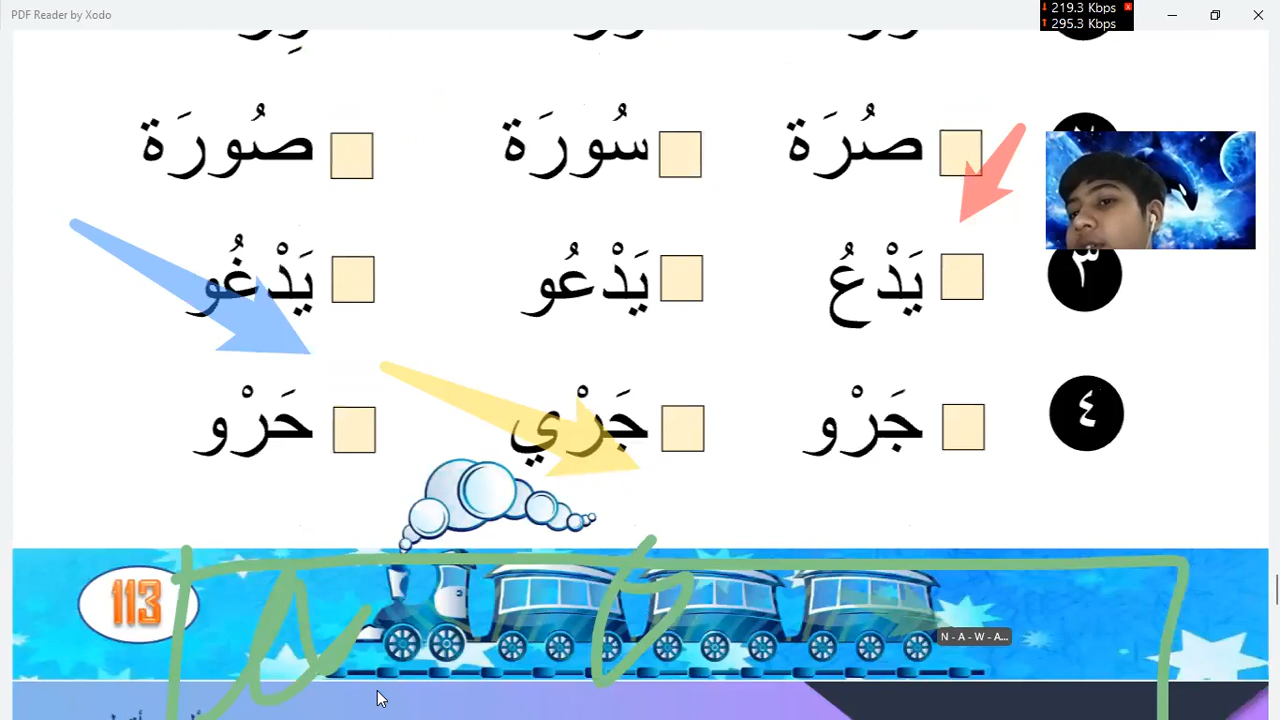 PDF Reader by Xodo
219.3 Kbps
295.3 Kbps
صُرَة سُورَة صُورَة
٣ يَدْعُ يَدْعُو يَدْغُو
٤ جَرْو جَرْي حَرْو
113
N - A - W - A...